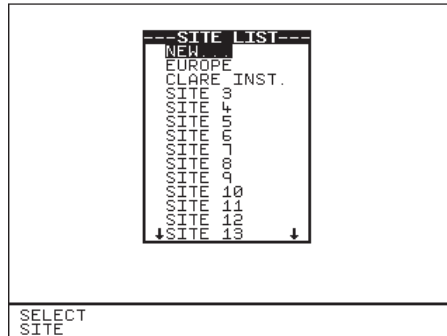 ---SITE LIST---
NEW...
EUROPE
CLARE INST.
SITE 3
SITE 4
SITE 5
SITE 6
SITE 7
SITE 8
SITE 9
SITE 10
SITE 11
SITE 12
↓SITE 13 ↓
SELECT
SITE